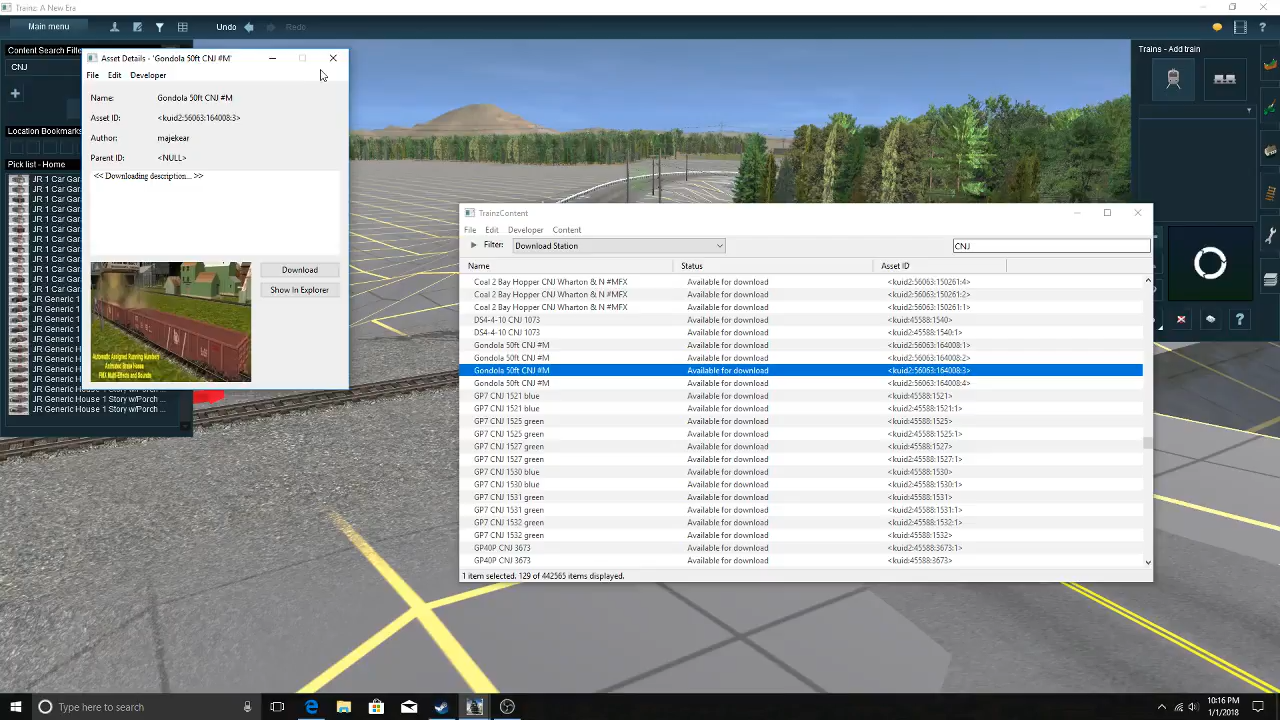 Trainz: A New Era
Main menu
Undo
Redo
Content Search Filte
CNJ
Location Bookmarks
Pick list - Home
JR 1 Car Gar
JR 1 Car Gar
JR 1 Car Gar
JR 1 Car Gar
JR 1 Car Gar
JR 1 Car Gar
JR 1 Car Gar
JR 1 Car Gar
JR 1 Car Gar
JR Generic
JR Generic
JR Generic 1
JR Generic 1
JR Generic 1
JR Generic 1
JR Generic 1
JR Generic 1
JR Generic House 1 Story w/Porch ...
JR Generic House 1 Story w/Porch ...
Asset Details - 'Gondola 50ft CNJ #M'
File
Edit
Developer
Name:
Gondola 50ft CNJ #M
Asset ID:
<kuid2:56063:164008:3>
Author:
majekear
Parent ID:
<NULL>
<< Downloading description... >>
Download
Show In Explorer
Automatic Assigned Running Numbers
Animated Brake Hoses
PMX Multi-Effects and Sounds
TrainzContent
File
Edit
Developer
Content
Filter:
Download Station
CNJ
Name
Status
Asset ID
Coal 2 Bay Hopper CNJ Wharton & N #MFX Available for download <kuid2:56063:150261:4>
Coal 2 Bay Hopper CNJ Wharton & N #MFX Available for download <kuid2:56063:150261:2>
Coal 2 Bay Hopper CNJ Wharton & N #MFX Available for download <kuid2:56063:150261:1>
DS4-4-10 CNJ 1073 Available for download <kuid:45588:1540>
DS4-4-10 CNJ 1073 Available for download <kuid2:45588:1540:1>
Gondola 50ft CNJ #M Available for download <kuid2:56063:164008:1>
Gondola 50ft CNJ #M Available for download <kuid2:56063:164008:2>
Gondola 50ft CNJ #M Available for download <kuid2:56063:164008:3>
Gondola 50ft CNJ #M Available for download <kuid2:56063:164008:4>
GP7 CNJ 1521 blue Available for download <kuid:45588:1521>
GP7 CNJ 1521 blue Available for download <kuid2:45588:1521:1>
GP7 CNJ 1525 green Available for download <kuid:45588:1525>
GP7 CNJ 1525 green Available for download <kuid2:45588:1525:1>
GP7 CNJ 1527 green Available for download <kuid:45588:1527>
GP7 CNJ 1527 green Available for download <kuid2:45588:1527:1>
GP7 CNJ 1530 blue Available for download <kuid:45588:1530>
GP7 CNJ 1530 blue Available for download <kuid2:45588:1530:1>
GP7 CNJ 1531 green Available for download <kuid:45588:1531>
GP7 CNJ 1531 green Available for download <kuid2:45588:1531:1>
GP7 CNJ 1532 green Available for download <kuid2:45588:1532:1>
GP7 CNJ 1532 green Available for download <kuid:45588:1532>
GP40P CNJ 3673 Available for download <kuid2:45588:3673:1>
GP40P CNJ 3673 Available for download <kuid:45588:3673>
1 item selected. 129 of 442565 items displayed.
Trains - Add train
Type here to search
10:16 PM
1/1/2018